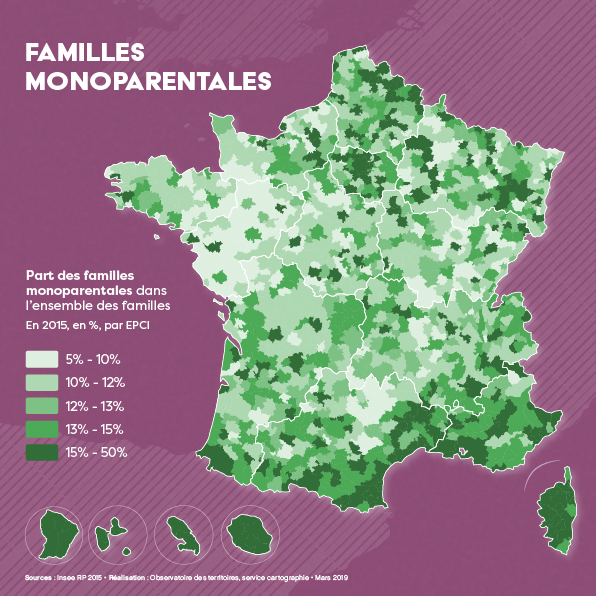 FAMILLES
MONOPARENTALES
Part des familles
monoparentales dans
l'ensemble des familles
En 2015, en %, par EPCI
5% - 10%
10% - 12%
12% - 13%
13% - 15%
15% - 50%
Sources : Insee RP 2015 • Réalisation : Observatoire des territoires, service cartographie • Mars 2019